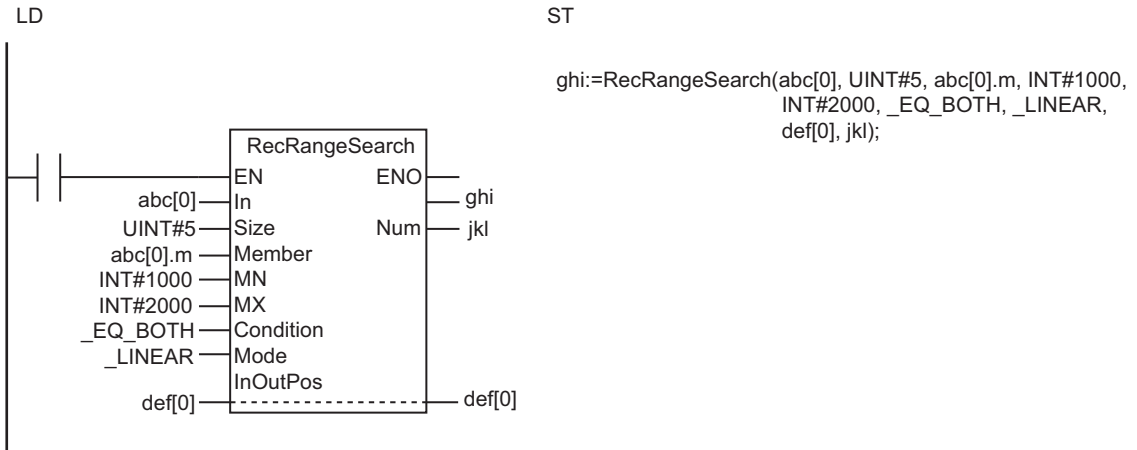 LD
ST
ghi:=RecRangeSearch(abc[0], UINT#5, abc[0].m, INT#1000,
INT#2000, _EQ_BOTH, _LINEAR,
def[0], jkl);
RecRangeSearch
EN ENO
abc[0] In ghi
UINT#5 Size Num jkl
abc[0].m Member
INT#1000 MN
INT#2000 MX
_EQ_BOTH Condition
_LINEAR Mode
InOutPos
def[0] def[0]